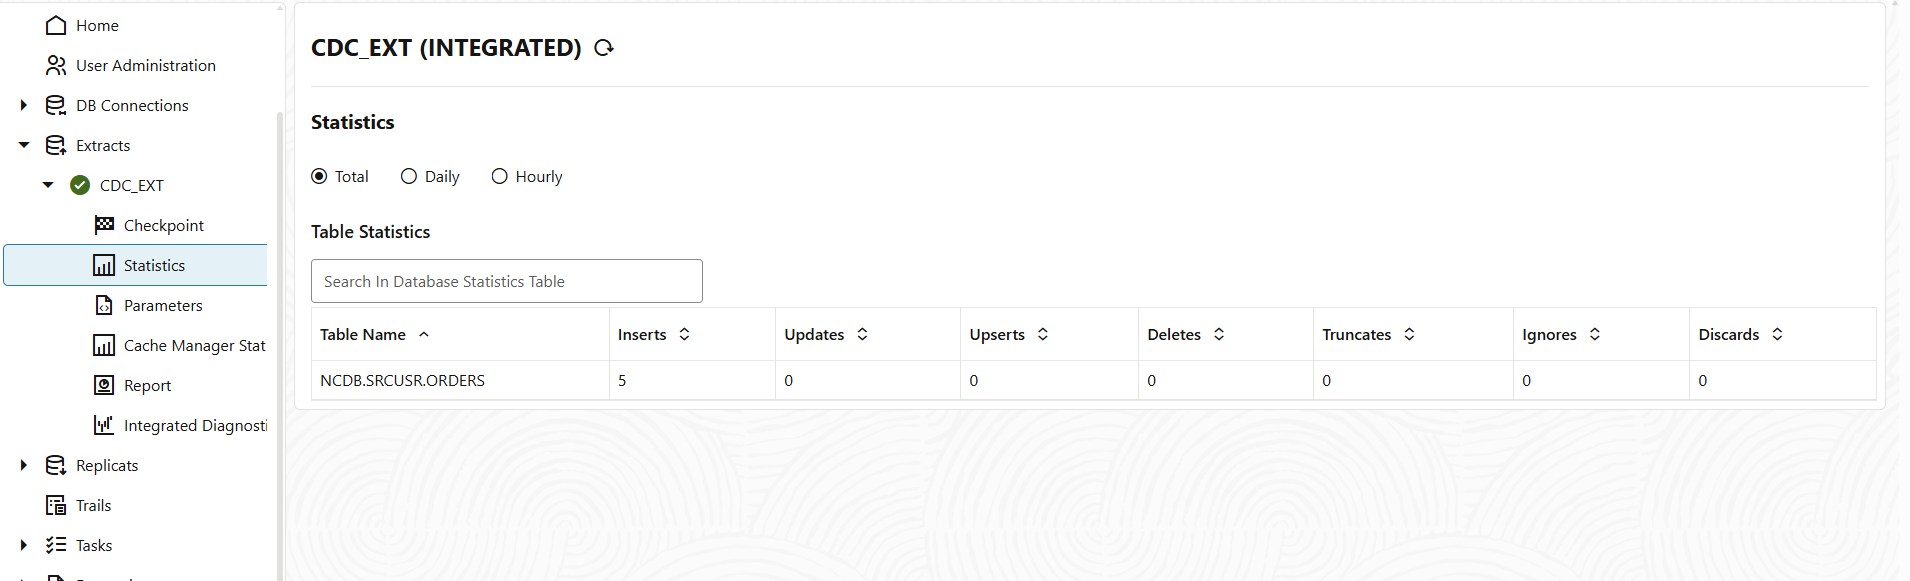 Home
User Administration
DB Connections
Extracts
CDC_EXT
Checkpoint
Statistics
Parameters
Cache Manager Stat
Report
Integrated Diagnosti
Replicats
Trails
Tasks
CDC_EXT (INTEGRATED)
Statistics
Total Daily Hourly
Table Statistics
Search In Database Statistics Table
Table Name Inserts Updates Upserts Deletes Truncates Ignores Discards
NCDB.SRCUSR.ORDERS 5 0 0 0 0 0 0